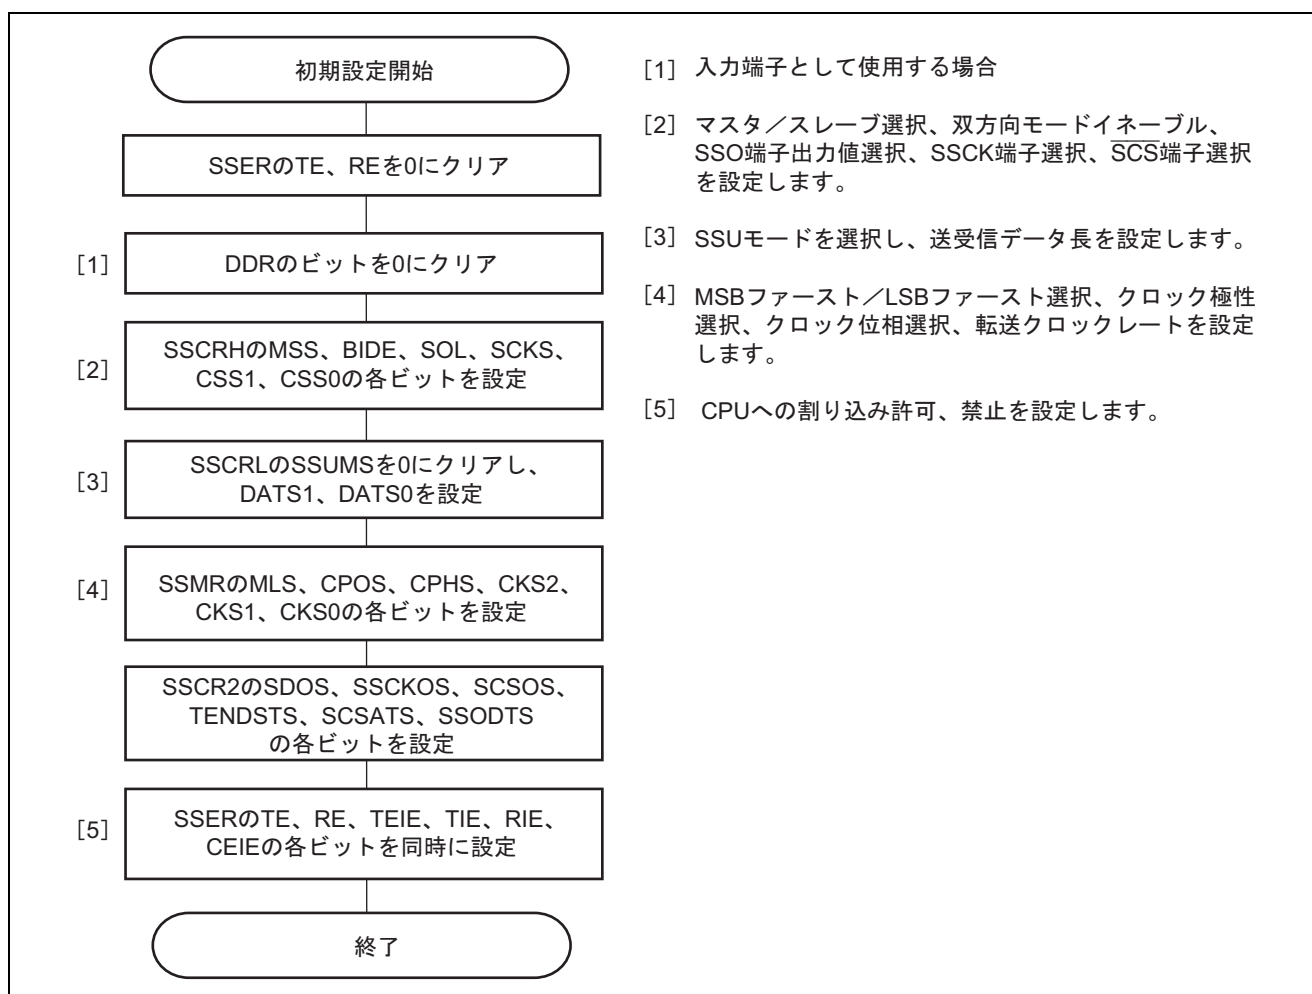 初期設定開始
SSERのTE、REを0にクリア
[1]
DDRのビットを0にクリア
[2]
SSCRHのMSS、BIDE、SOL、SCKS、
CSS1、CSS0の各ビットを設定
[3]
SSCRLのSSUMSを0にクリアし、
DATS1、DATS0を設定
[4]
SSMRのMLS、CPOS、CPHS、CKS2、
CKS1、CKS0の各ビットを設定
SSCR2のSDOS、SSCKOS、SCSOS、
TENDSTS、SCSATS、SSODTS
の各ビットを設定
[5]
SSERのTE、RE、TEIE、TIE、RIE、
CEIEの各ビットを同時に設定
終了
[1] 入力端子として使用する場合
[2] マスタ／スレーブ選択、双方向モードイネーブル、
SSO端子出力値選択、SSCK端子選択、SCS端子選択
を設定します。
[3] SSUモードを選択し、送受信データ長を設定します。
[4] MSBファースト／LSBファースト選択、クロック極性
選択、クロック位相選択、転送クロックレートを設定
します。
[5] CPUへの割り込み許可、禁止を設定します。